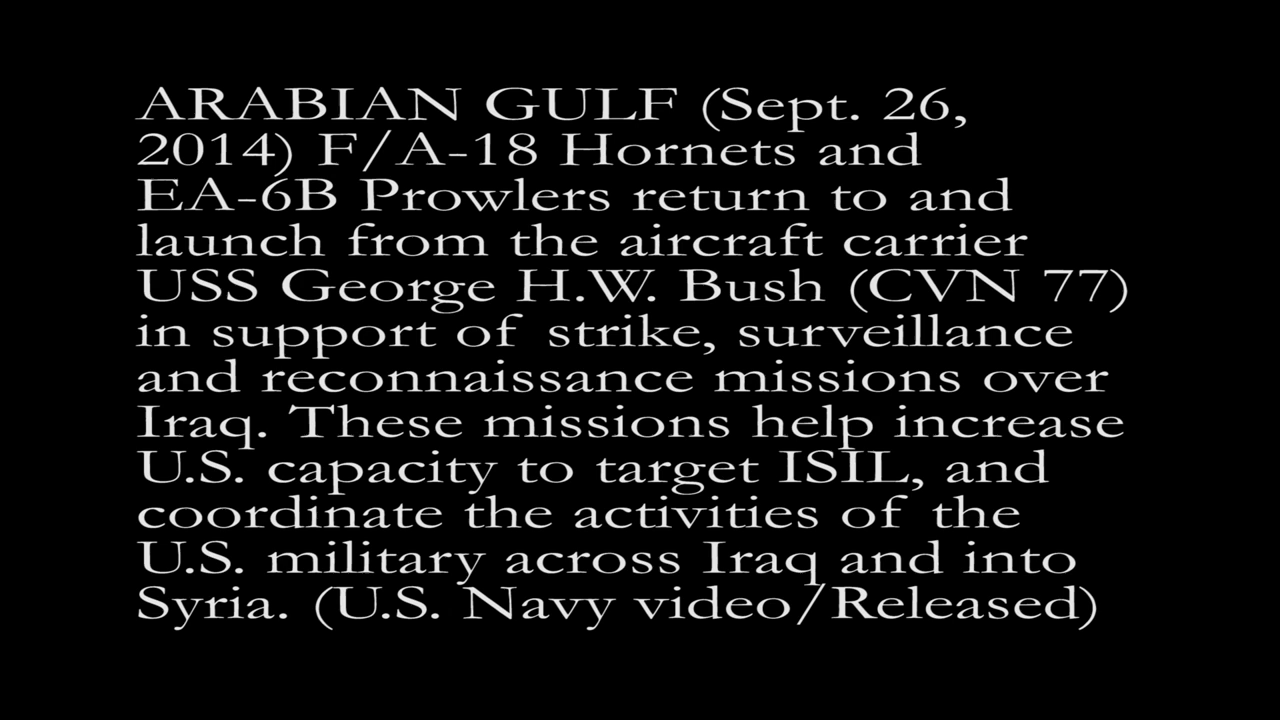 ARABIAN GULF (Sept. 26,
2014) F/A-18 Hornets and
EA-6B Prowlers return to and
launch from the aircraft carrier
USS George H.W. Bush (CVN 77)
in support of strike, surveillance
and reconnaissance missions over
Iraq. These missions help increase
U.S. capacity to target ISIL, and
coordinate the activities of the
U.S. military across Iraq and into
Syria. (U.S. Navy video/Released)